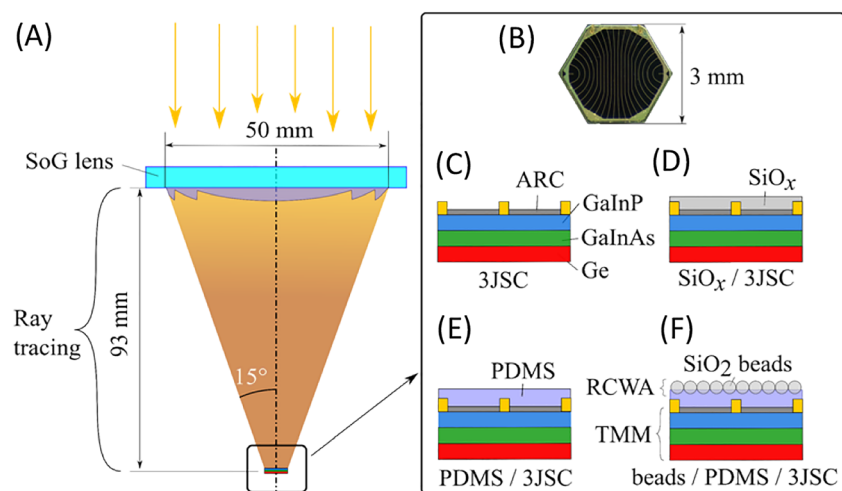 (A)
50 mm
SoG lens
Ray
tracing
93 mm
15°
(B)
3 mm
(C)
ARC
GaInP
GaInAs
Ge
3JSC
(D)
SiOx
SiOx / 3JSC
(E)
PDMS
PDMS / 3JSC
(F)
SiO2 beads
RCWA
TMM
beads / PDMS / 3JSC